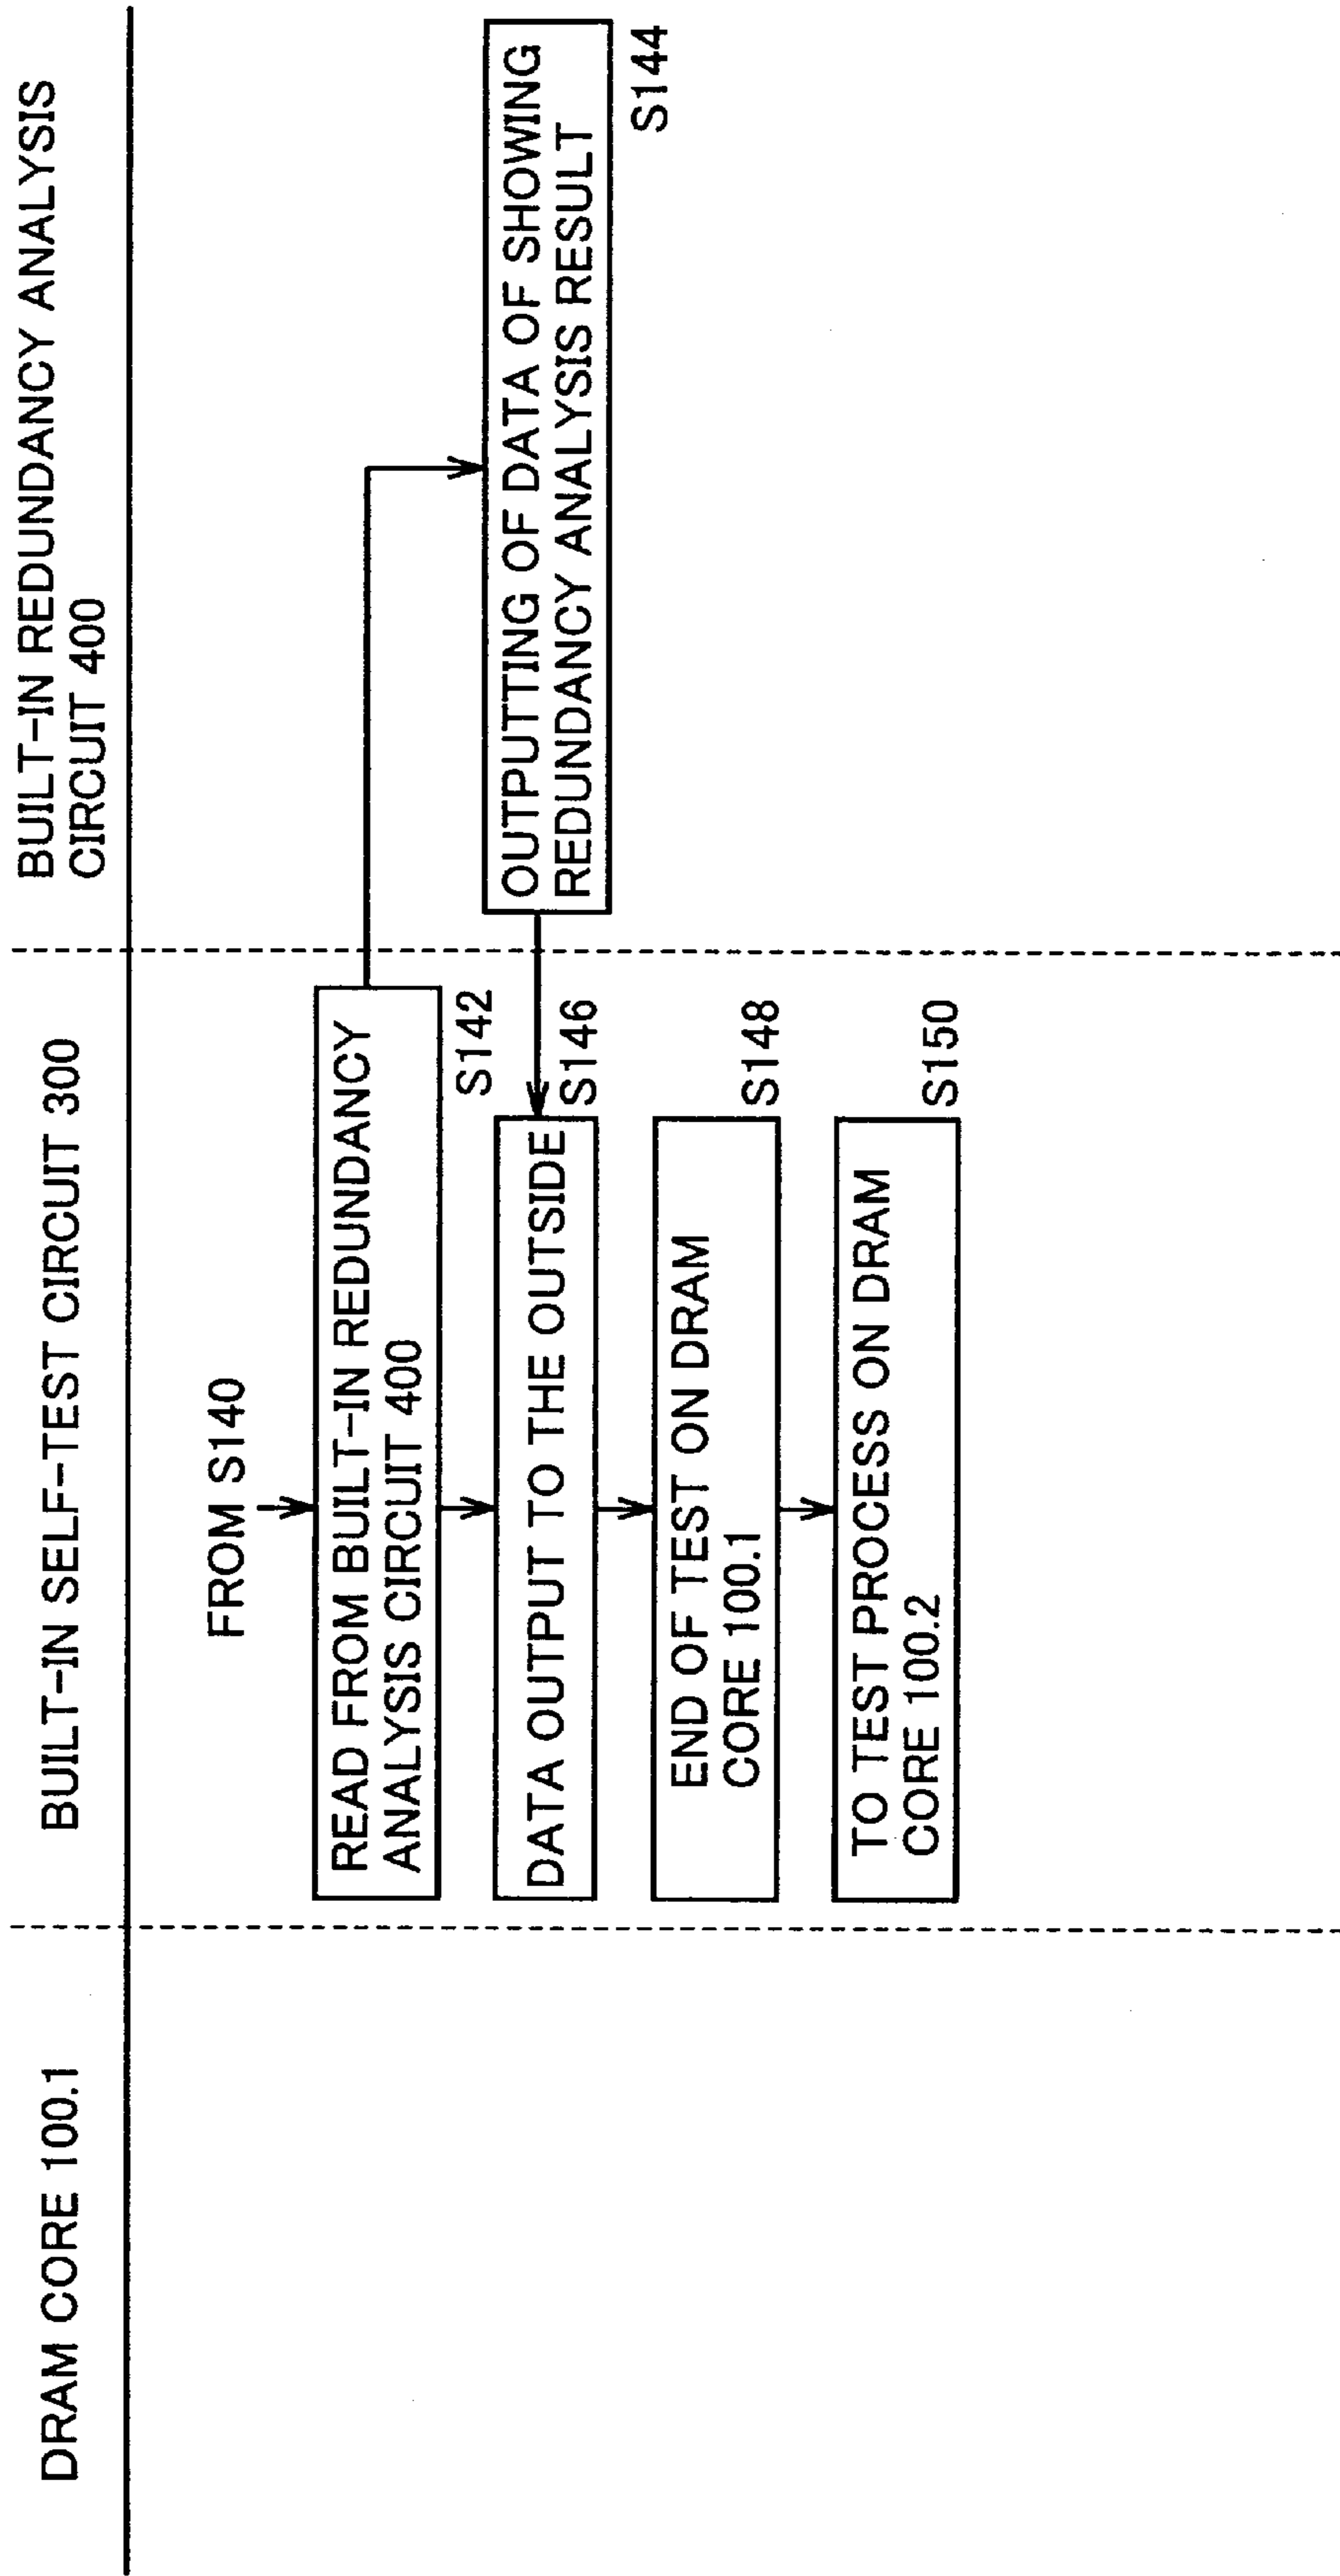 DRAM CORE 100.1
BUILT-IN SELF-TEST CIRCUIT 300
BUILT-IN REDUNDANCY ANALYSIS
CIRCUIT 400
FROM S140
READ FROM BUILT-IN REDUNDANCY
ANALYSIS CIRCUIT 400
S142
OUTPUTTING OF DATA OF SHOWING
REDUNDANCY ANALYSIS RESULT
S144
DATA OUTPUT TO THE OUTSIDE
S146
END OF TEST ON DRAM
CORE 100.1
S148
TO TEST PROCESS ON DRAM
CORE 100.2
S150